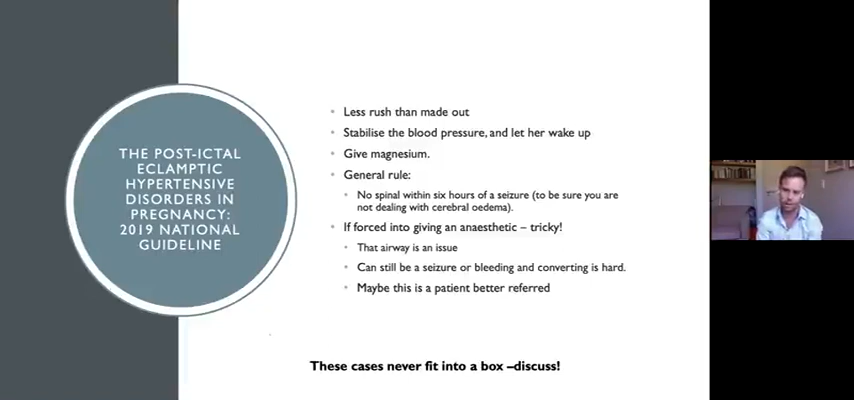 THE POST-ICTAL
ECLAMPTIC
HYPERTENSIVE
DISORDERS IN
PREGNANCY:
2019 NATIONAL
GUIDELINE
• Less rush than made out
• Stabilise the blood pressure, and let her wake up
• Give magnesium.
• General rule:
• No spinal within six hours of a seizure (to be sure you are
not dealing with cerebral oedema).
• If forced into giving an anaesthetic – tricky!
• That airway is an issue
• Can still be a seizure or bleeding and converting is hard.
• Maybe this is a patient better referred
These cases never fit into a box –discuss!